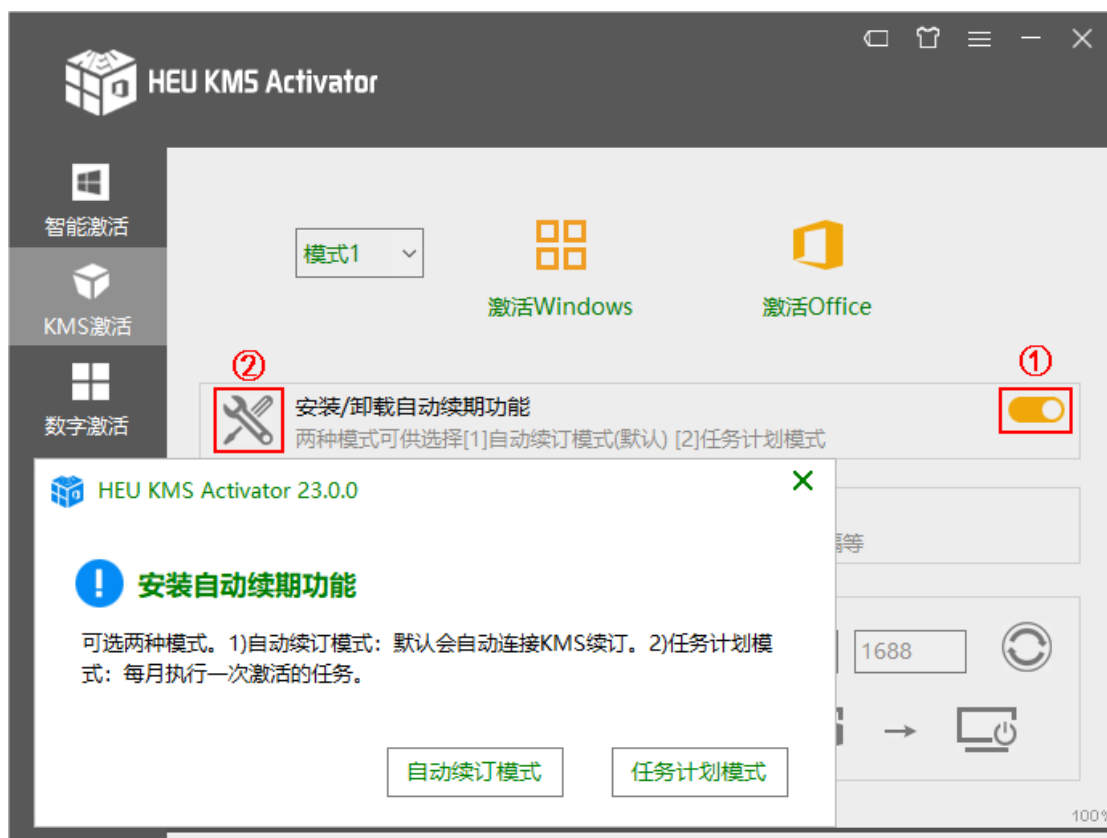 HEU KMS Activator
智能激活
KMS激活
数字激活
模式1
激活Windows
激活Office
②
①
安装/卸载自动续期功能
两种模式可供选择[1]自动续订模式(默认) [2]任务计划模式
等
HEU KMS Activator 23.0.0
安装自动续期功能
可选两种模式。1)自动续订模式：默认会自动连接KMS续订。2)任务计划模
式：每月执行一次激活的任务。
自动续订模式
任务计划模式
1688
100%